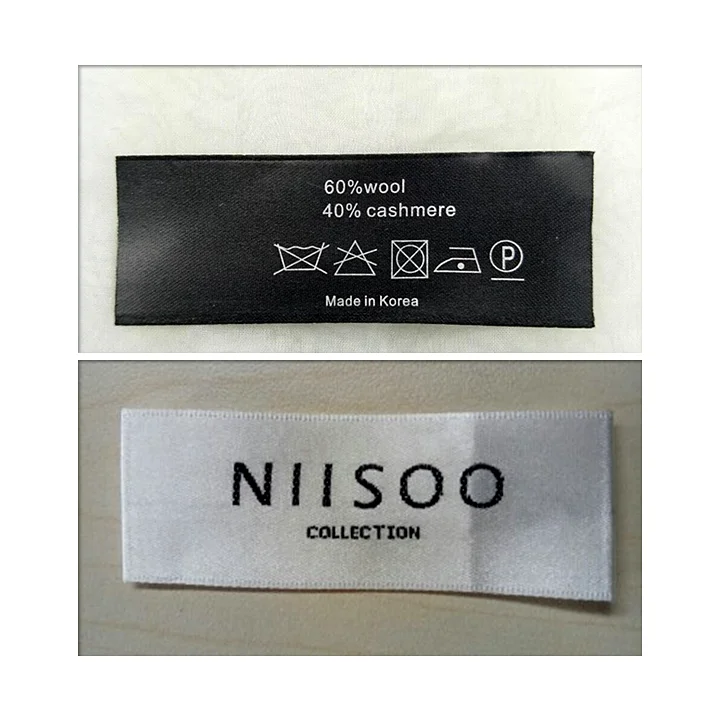 60%wool
40% cashmere
P
Made in Korea
NIISOO
COLLECTION